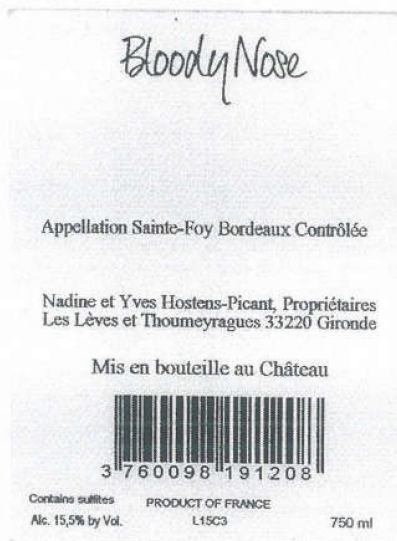 Bloody Nose
Appellation Sainte-Foy Bordeaux Contrôlée
Nadine et Yves Hostens-Picant, Propriétaires
Les Lèves et Thoumeyragues 33220 Gironde
Mis en bouteille au Château
3 760098 191208
Contains sulfites PRODUCT OF FRANCE
Alc. 15,5% by Vol. L15C3 750 ml